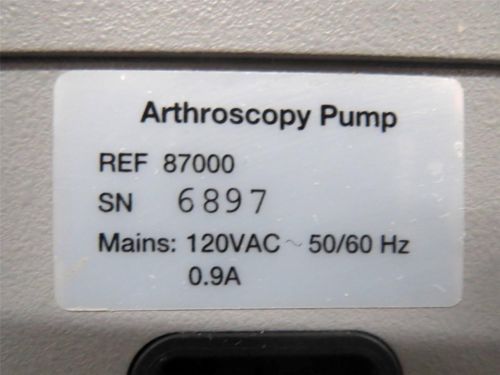 Arthroscopy Pump
REF 87000
SN 6897
Mains: 120VAC ~ 50/60 Hz
0.9A